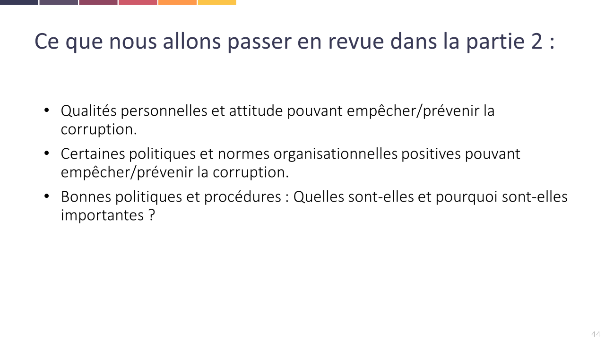 Ce que nous allons passer en revue dans la partie 2 :
• Qualités personnelles et attitude pouvant empêcher/prévenir la
corruption.
• Certaines politiques et normes organisationnelles positives pouvant
empêcher/prévenir la corruption.
• Bonnes politiques et procédures : Quelles sont-elles et pourquoi sont-elles
importantes ?
44